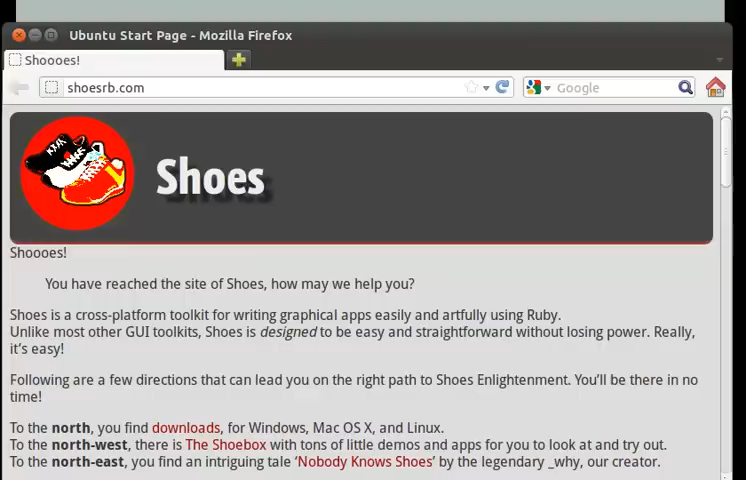 Ubuntu Start Page - Mozilla Firefox
Shoooes!
shoesrb.com
Google
Shoes
Shoooes!
You have reached the site of Shoes, how may we help you?
Shoes is a cross-platform toolkit for writing graphical apps easily and artfully using Ruby.
Unlike most other GUI toolkits, Shoes is designed to be easy and straightforward without losing power. Really,
it’s easy!
Following are a few directions that can lead you on the right path to Shoes Enlightenment. You’ll be there in no
time!
To the north, you find downloads, for Windows, Mac OS X, and Linux.
To the north-west, there is The Shoebox with tons of little demos and apps for you to look at and try out.
To the north-east, you find an intriguing tale ‘Nobody Knows Shoes’ by the legendary _why, our creator.